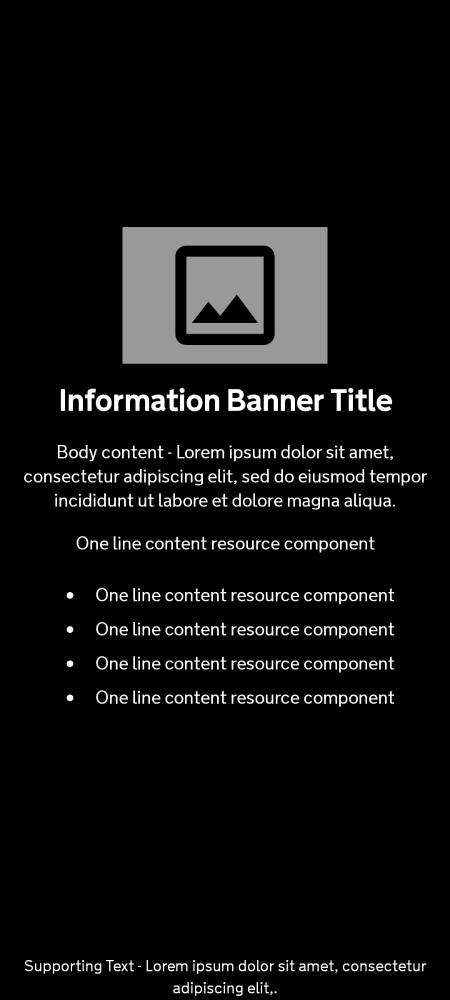 Information Banner Title
Body content - Lorem ipsum dolor sit amet,
consectetur adipiscing elit, sed do eiusmod tempor
incididunt ut labore et dolore magna aliqua.
One line content resource component
• One line content resource component
• One line content resource component
• One line content resource component
• One line content resource component
Supporting Text - Lorem ipsum dolor sit amet, consectetur
adipiscing elit,.